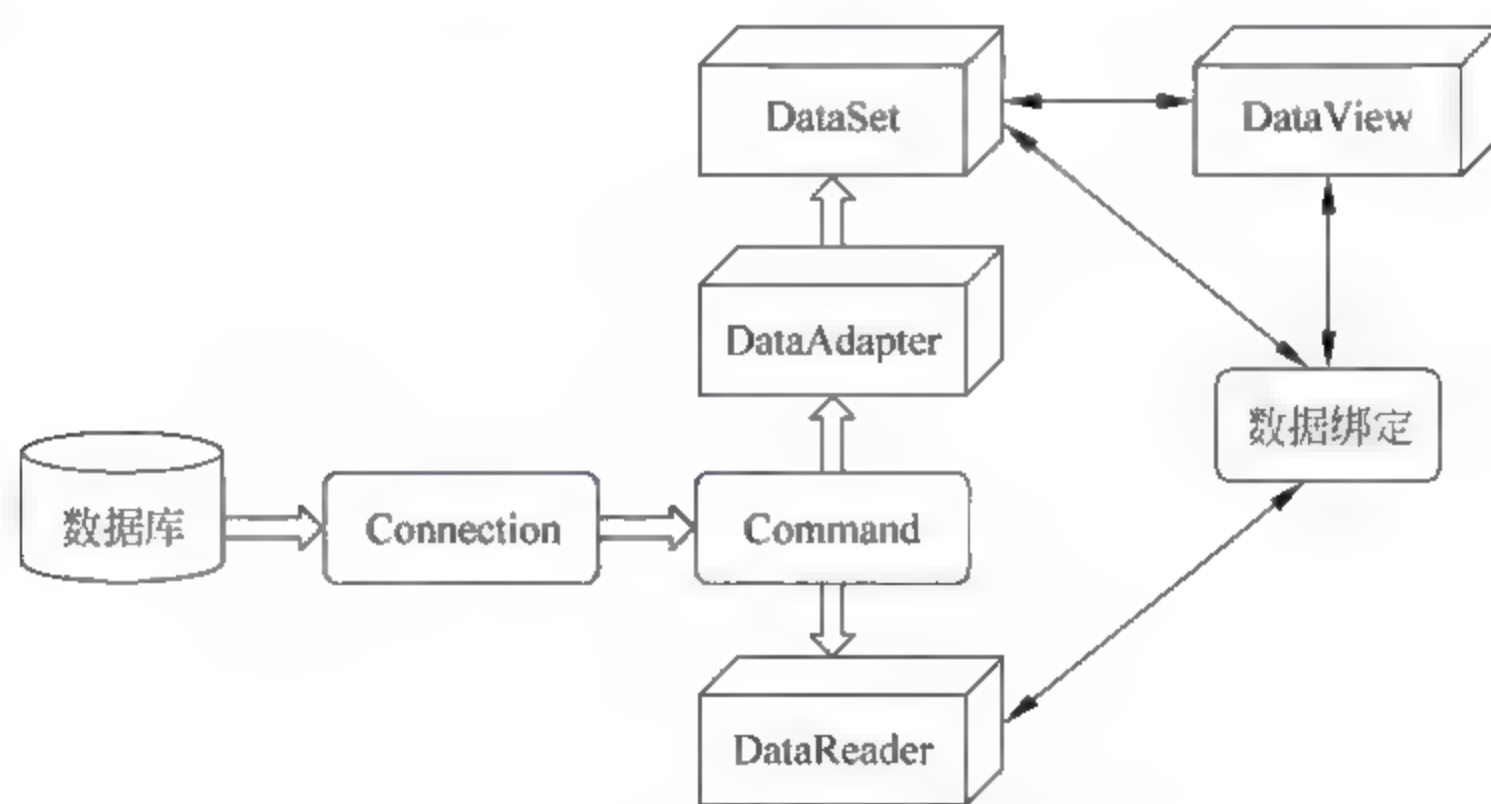 DataSet
DataView
DataAdapter
数据绑定
数据库
Connection
Command
DataReader